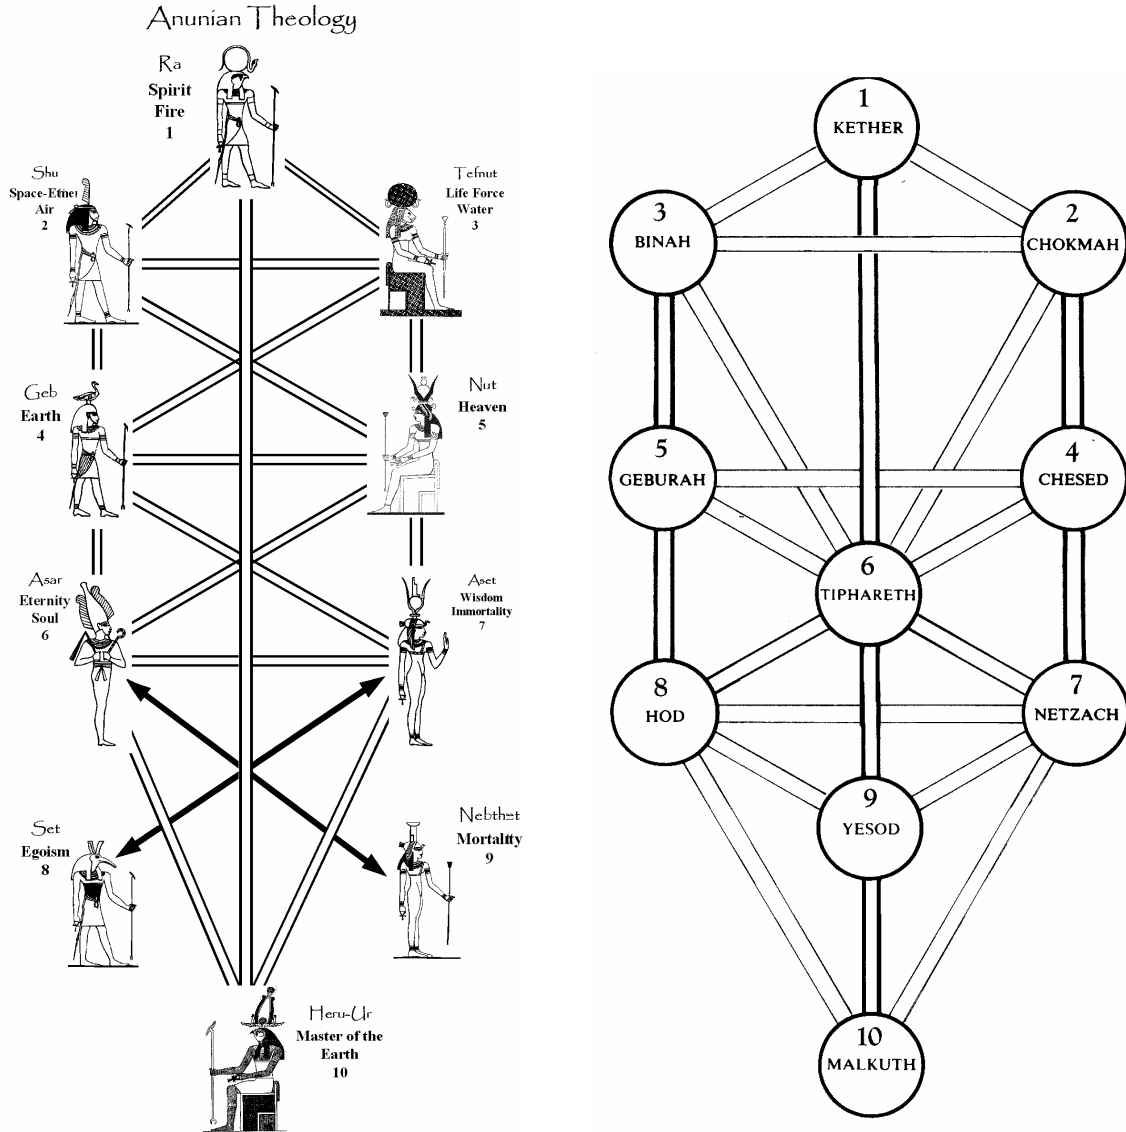 Anunian Theology
Ra
Spirit
Fire
1
Shu
Space-Ether
Air
2
Tefnut
Life Force
Water
3
Geb
Earth
4
Nut
Heaven
5
Asar
Eternity
Soul
6
Aset
Wisdom
Immortality
7
Set
Egoism
8
Nebthet
Mortality
9
Heru-Ur
Master of the
Earth
10
1
KETHER
3
BINAH
2
CHOKMAH
5
GEBURAH
4
CHESED
6
TIPHARETH
8
HOD
7
NETZACH
9
YESOD
10
MALKUTH